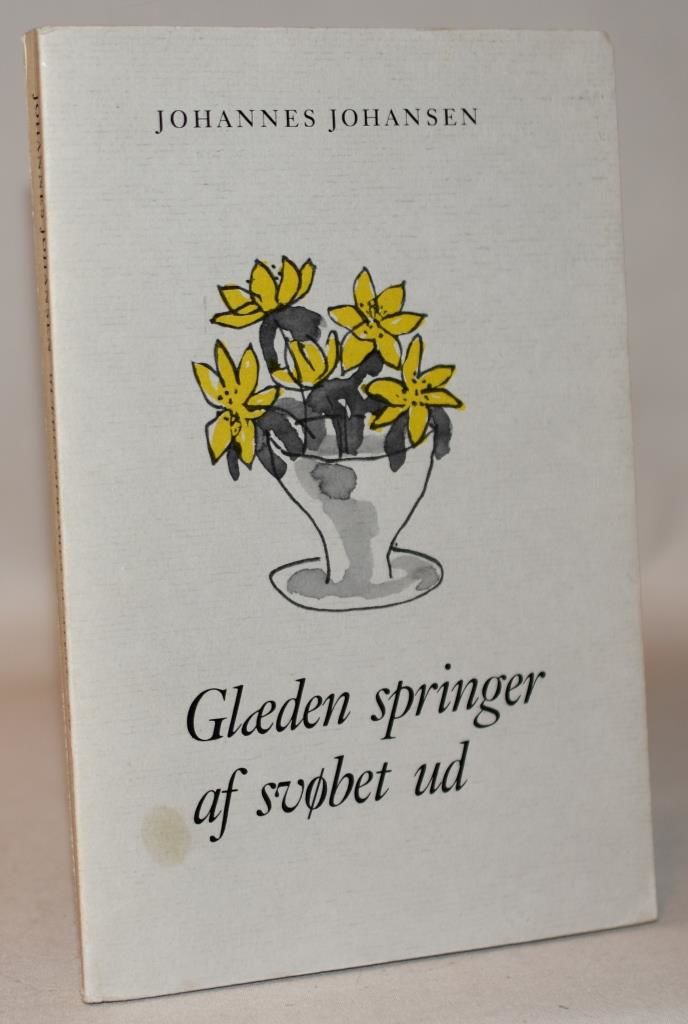 JOHANNES JOHANSEN
Glæden springer
af svøbet ud